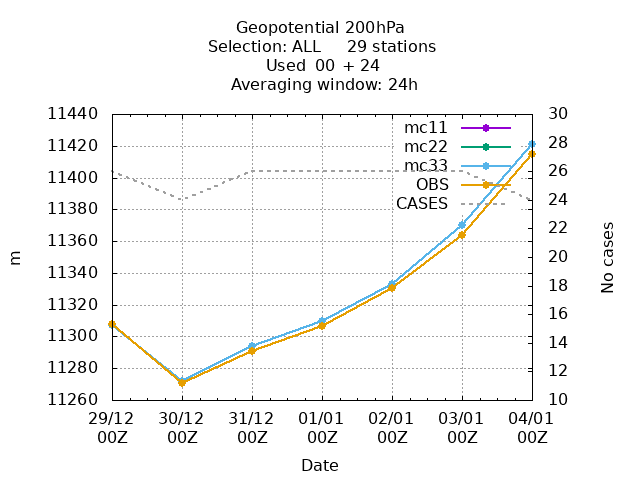 Geopotential 200hPa
Selection: ALL 29 stations
Used 00 + 24
Averaging window: 24h
11440 30
11420 28
11400 26
11380 24
11360 22
11340 20
11320 18
11300 16
11280 14
11260 12
10
mc11
mc22
mc33
OBS
CASES
m
No cases
29/12 30/12 31/12 01/01 02/01 03/01 04/01
00Z 00Z 00Z 00Z 00Z 00Z 00Z
Date